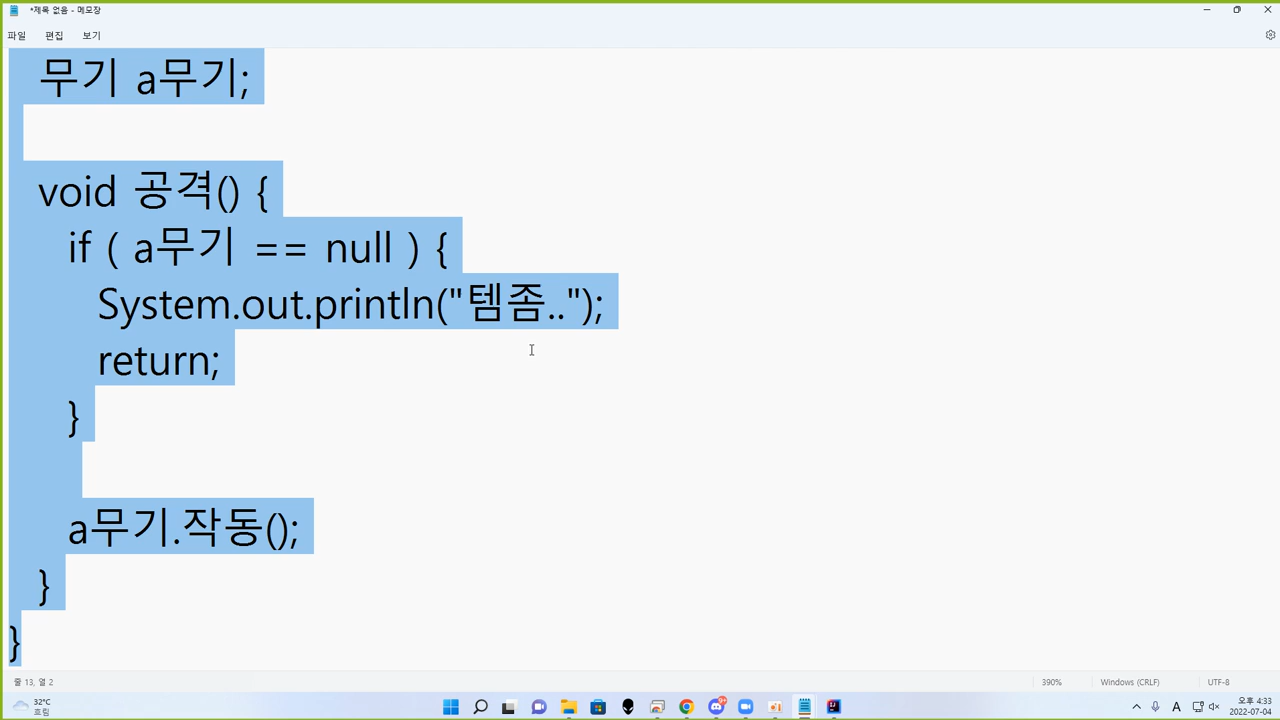 *제목 없음 - 메모장
파일 편집 보기
무기 a무기;
void 공격() {
if ( a무기 == null ) {
System.out.println("템좀..");
return;
}
a무기.작동();
}
}
줄 13, 열 2 390% Windows (CRLF) UTF-8
32°C
흐림
9+
A
오후 4:33
2022-07-04